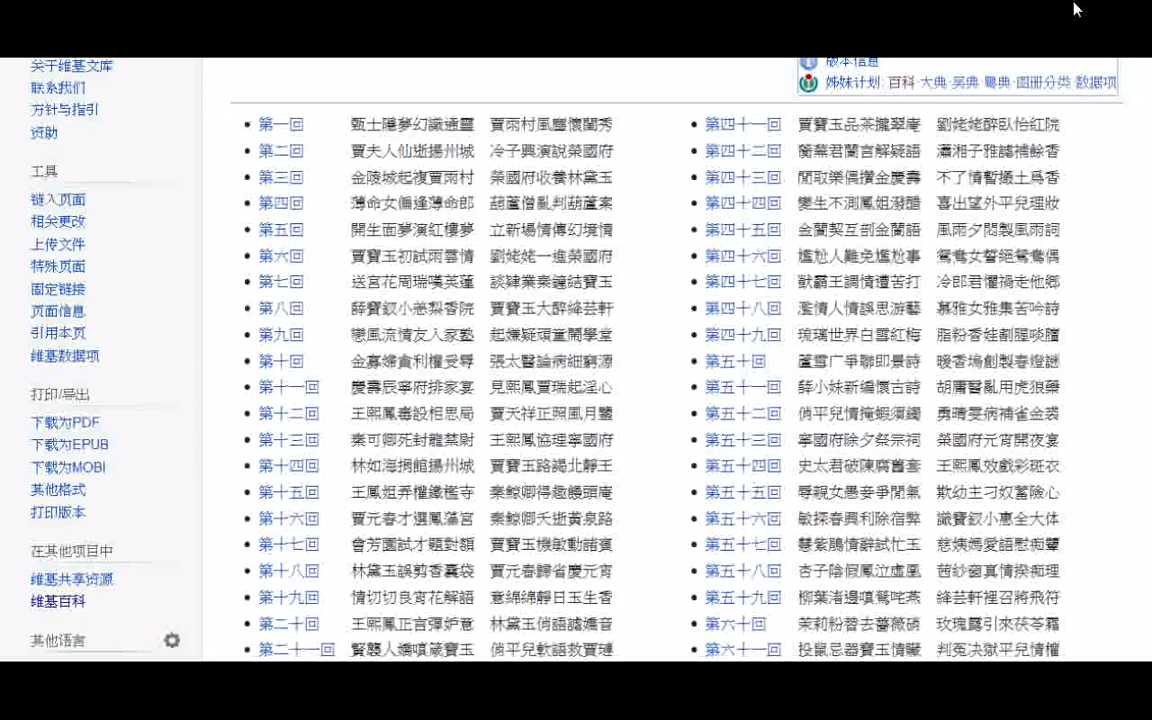 关于维基文库
联系我们
方针与指引
资助
工具
链入页面
相关更改
上传文件
特殊页面
固定链接
页面信息
引用本页
维基数据项
打印/导出
下载为PDF
下载为EPUB
下载为MOBI
其他格式
打印版本
在其他项目中
维基共享资源
维基百科
其他语言
版本信息
姊妹计划: 百科·大典·吴典·粤典·图册分类·数据项
第一回 甄士隱夢幻識通靈 賈雨村風塵懷閨秀
第二回 賈夫人仙逝揚州城 冷子興演說榮國府
第三回 金陵城起複賈雨村 榮國府收養林黛玉
第四回 薄命女偏逢薄命郎 葫蘆僧亂判葫蘆案
第五回 開生面夢演紅樓夢 立新場情傳幻境情
第六回 賈寶玉初試雨雲情 劉姥姥一進榮國府
第七回 送宮花周瑞嘆英蓮 談肄業秦鐘結寶玉
第八回 薛寶釵小恙梨香院 賈寶玉大醉絳芸軒
第九回 戀風流情友入家塾 起嫌疑頑童鬧學堂
第十回 金寡婦貪利權受辱 張太醫論病細窮源
第十一回 慶壽辰寧府排家宴 見熙鳳賈瑞起淫心
第十二回 王熙鳳毒設相思局 賈天祥正照風月鑒
第十三回 秦可卿死封龍禁尉 王熙鳳協理寧國府
第十四回 林如海捐館揚州城 賈寶玉路謁北靜王
第十五回 王鳳姐弄權鐵檻寺 秦鯨卿得趣饅頭庵
第十六回 賈元春才選鳳藻宮 秦鯨卿夭逝黃泉路
第十七回 會芳園試才題對額 賈寶玉機敏動諸賓
第十八回 林黛玉誤剪香囊袋 賈元春歸省慶元宵
第十九回 情切切良宵花解語 意綿綿靜日玉生香
第二十回 王熙鳳正言彈妒意 林黛玉俏語謔嬌音
第二十一回 賢襲人嬌嗔箴寶玉 俏平兒軟語救賈璉
第四十一回 賈寶玉品茶攏翠庵 劉姥姥醉臥怡紅院
第四十二回 蘅蕪君蘭言解疑語 瀟湘子雅謔補餘香
第四十三回 閒取樂偶攢金慶壽 不了情暫撮土爲香
第四十四回 變生不測鳳姐潑醋 喜出望外平兒理妝
第四十五回 金蘭契互剖金蘭語 風雨夕悶製風雨詞
第四十六回 尷尬人難免尷尬事 鴛鴦女誓絕鴛鴦偶
第四十七回 獃霸王調情遭苦打 冷郎君懼禍走他鄉
第四十八回 濫情人情誤思游藝 慕雅女雅集苦吟詩
第四十九回 琉璃世界白雪紅梅 脂粉香娃割腥啖膻
第五十回 蘆雪广爭聯即景詩 暖香塢創製春燈謎
第五十一回 薛小妹新編懷古詩 胡庸醫亂用虎狼藥
第五十二回 俏平兒情掩蝦須鐲 勇晴雯病補雀金裘
第五十三回 寧國府除夕祭宗祠 榮國府元宵開夜宴
第五十四回 史太君破陳腐舊套 王熙鳳效戲彩斑衣
第五十五回 辱親女愚妾爭閒氣 欺幼主刁奴蓄險心
第五十六回 敏探春興利除宿弊 識寶釵小惠全大体
第五十七回 慧紫鵑情辭試忙玉 慈姨媽愛語慰痴顰
第五十八回 杏子陰假鳳泣虛凰 茜紗窗真情揆痴理
第五十九回 柳葉渚邊嗔鶯咤燕 絳芸軒裡召將飛符
第六十回 茉莉粉替去薔薇硝 玫瑰露引來茯苓霜
第六十一回 投鼠忌器寶玉情贓 判冤决獄平兒情權